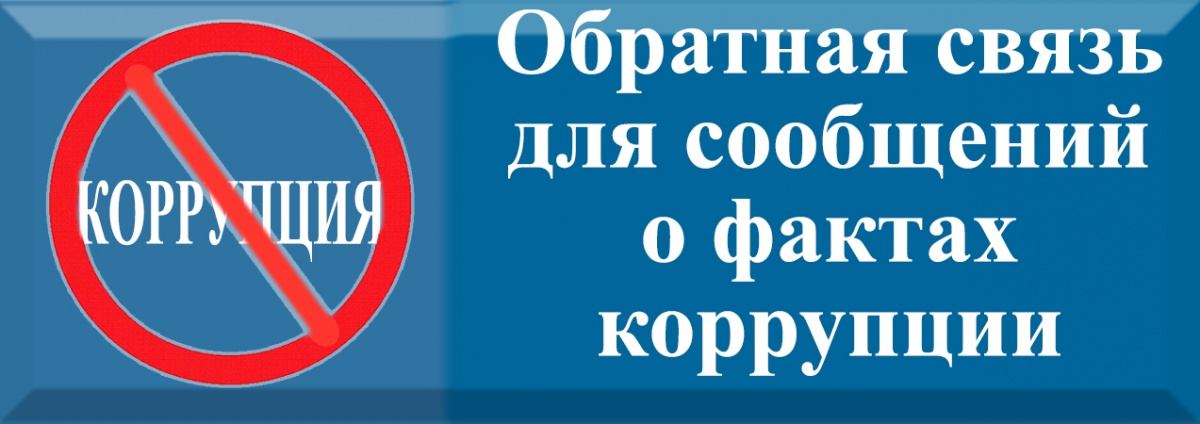 КОРРУПЦИЯ
Обратная связь
для сообщений
о фактах
коррупции